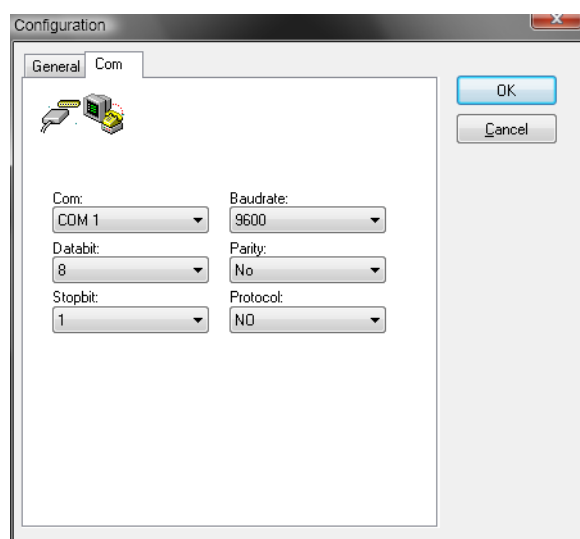 Configuration
General Com
OK
Cancel
Com: Baudrate:
COM 1 9600
Databit: Parity:
8 No
Stopbit: Protocol:
1 NO